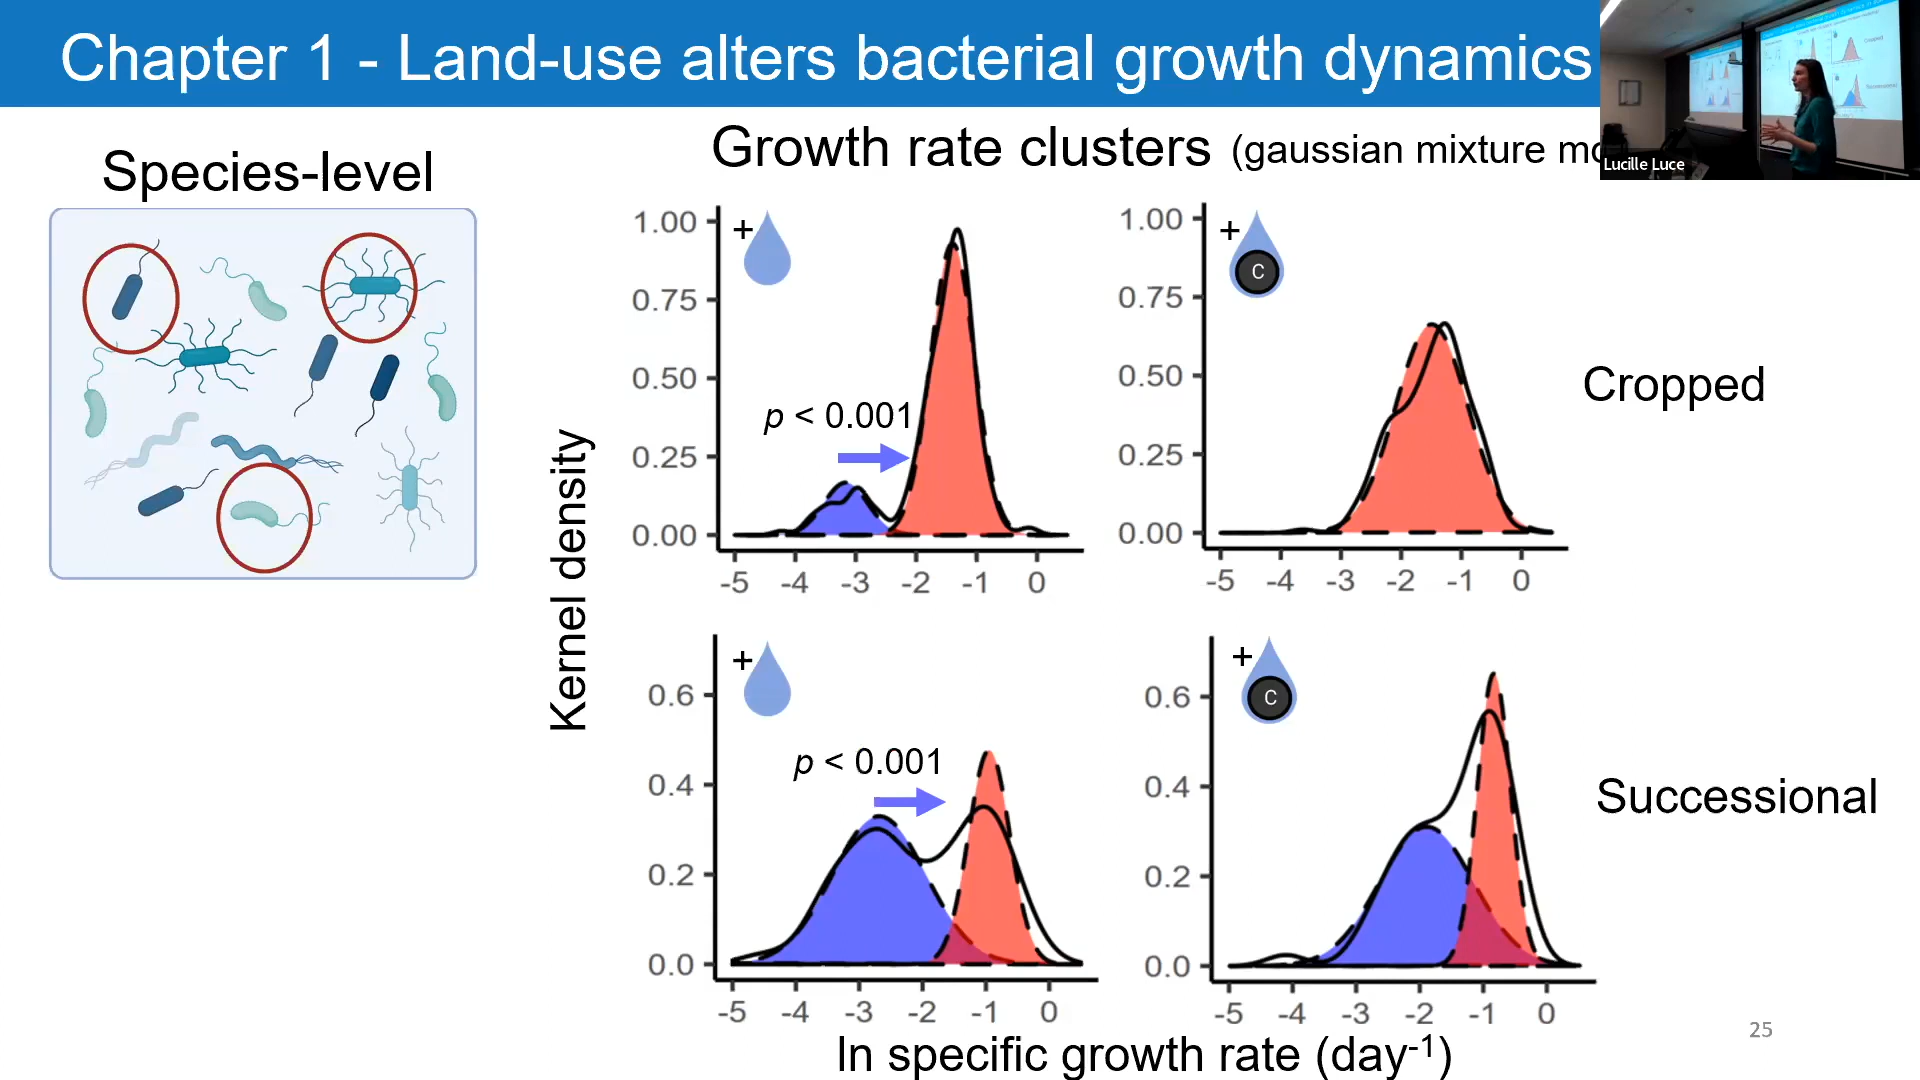 Chapter 1 - Land-use alters bacterial growth dynamics
Lucille Luce
Species-level
Growth rate clusters (gaussian mixture
Kernel density
+
1.00
0.75
0.50
0.25
0.00
p < 0.001
-5 -4 -3 -2 -1 0
+
C
1.00
0.75
0.50
0.25
0.00
-5 -4 -3 -2 -1 0
Cropped
+
0.6
0.4
0.2
0.0
p < 0.001
-5 -4 -3 -2 -1 0
+
C
0.6
0.4
0.2
0.0
-5 -4 -3 -2 -1 0
Successional
ln specific growth rate (day-1)
25